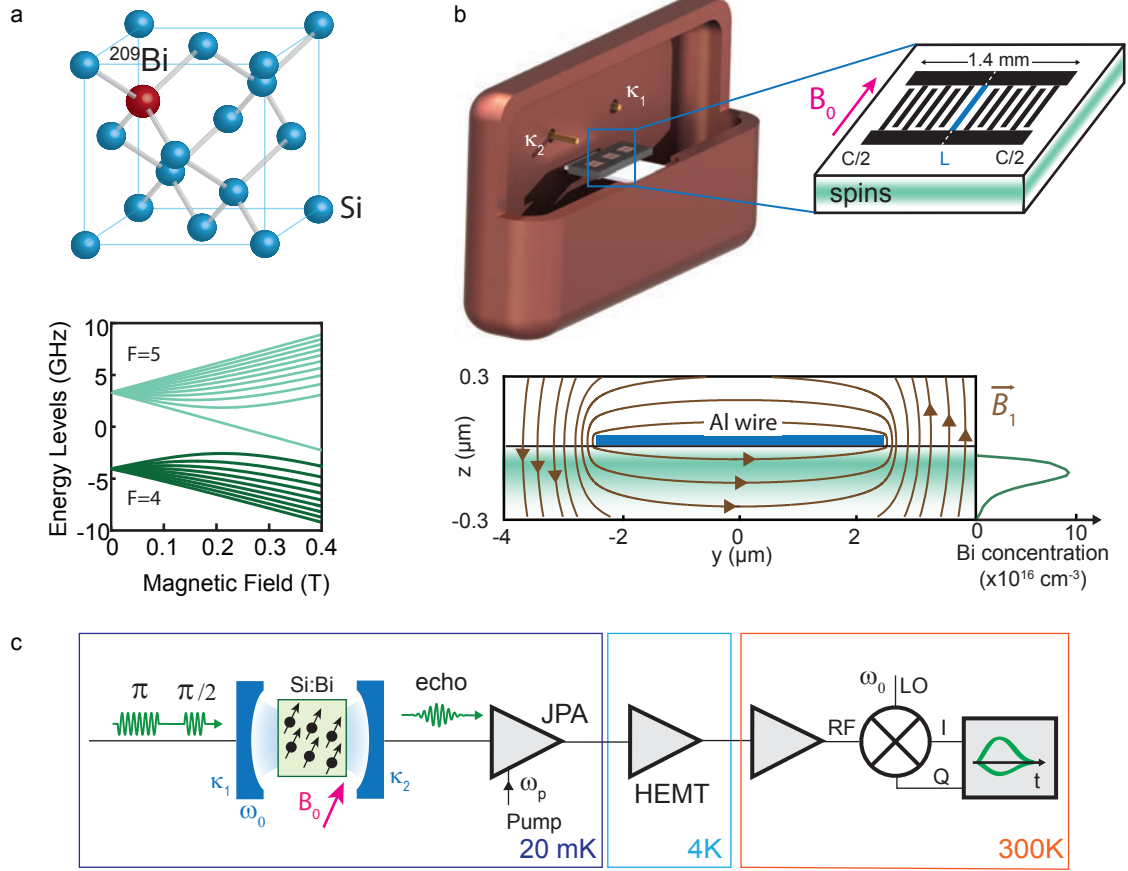 a
²⁰⁹Bi
Si
Energy Levels (GHz)
10
5
0
-5
-10
F=5
F=4
0
0.1
0.2
0.3
0.4
Magnetic Field (T)
b
κ₁
κ₂
1.4 mm
B₀
C/2
L
C/2
spins
z (μm)
0.3
-0.3
Al wire
B₁
-4
-2
0
2
y (μm)
0
10
Bi concentration
(x10¹⁶ cm⁻³)
c
π
π/2
Si:Bi
echo
JPA
κ₁
ω₀
B₀
κ₂
ωₚ
Pump
20 mK
HEMT
4K
ω₀
LO
RF
I
Q
t
300K